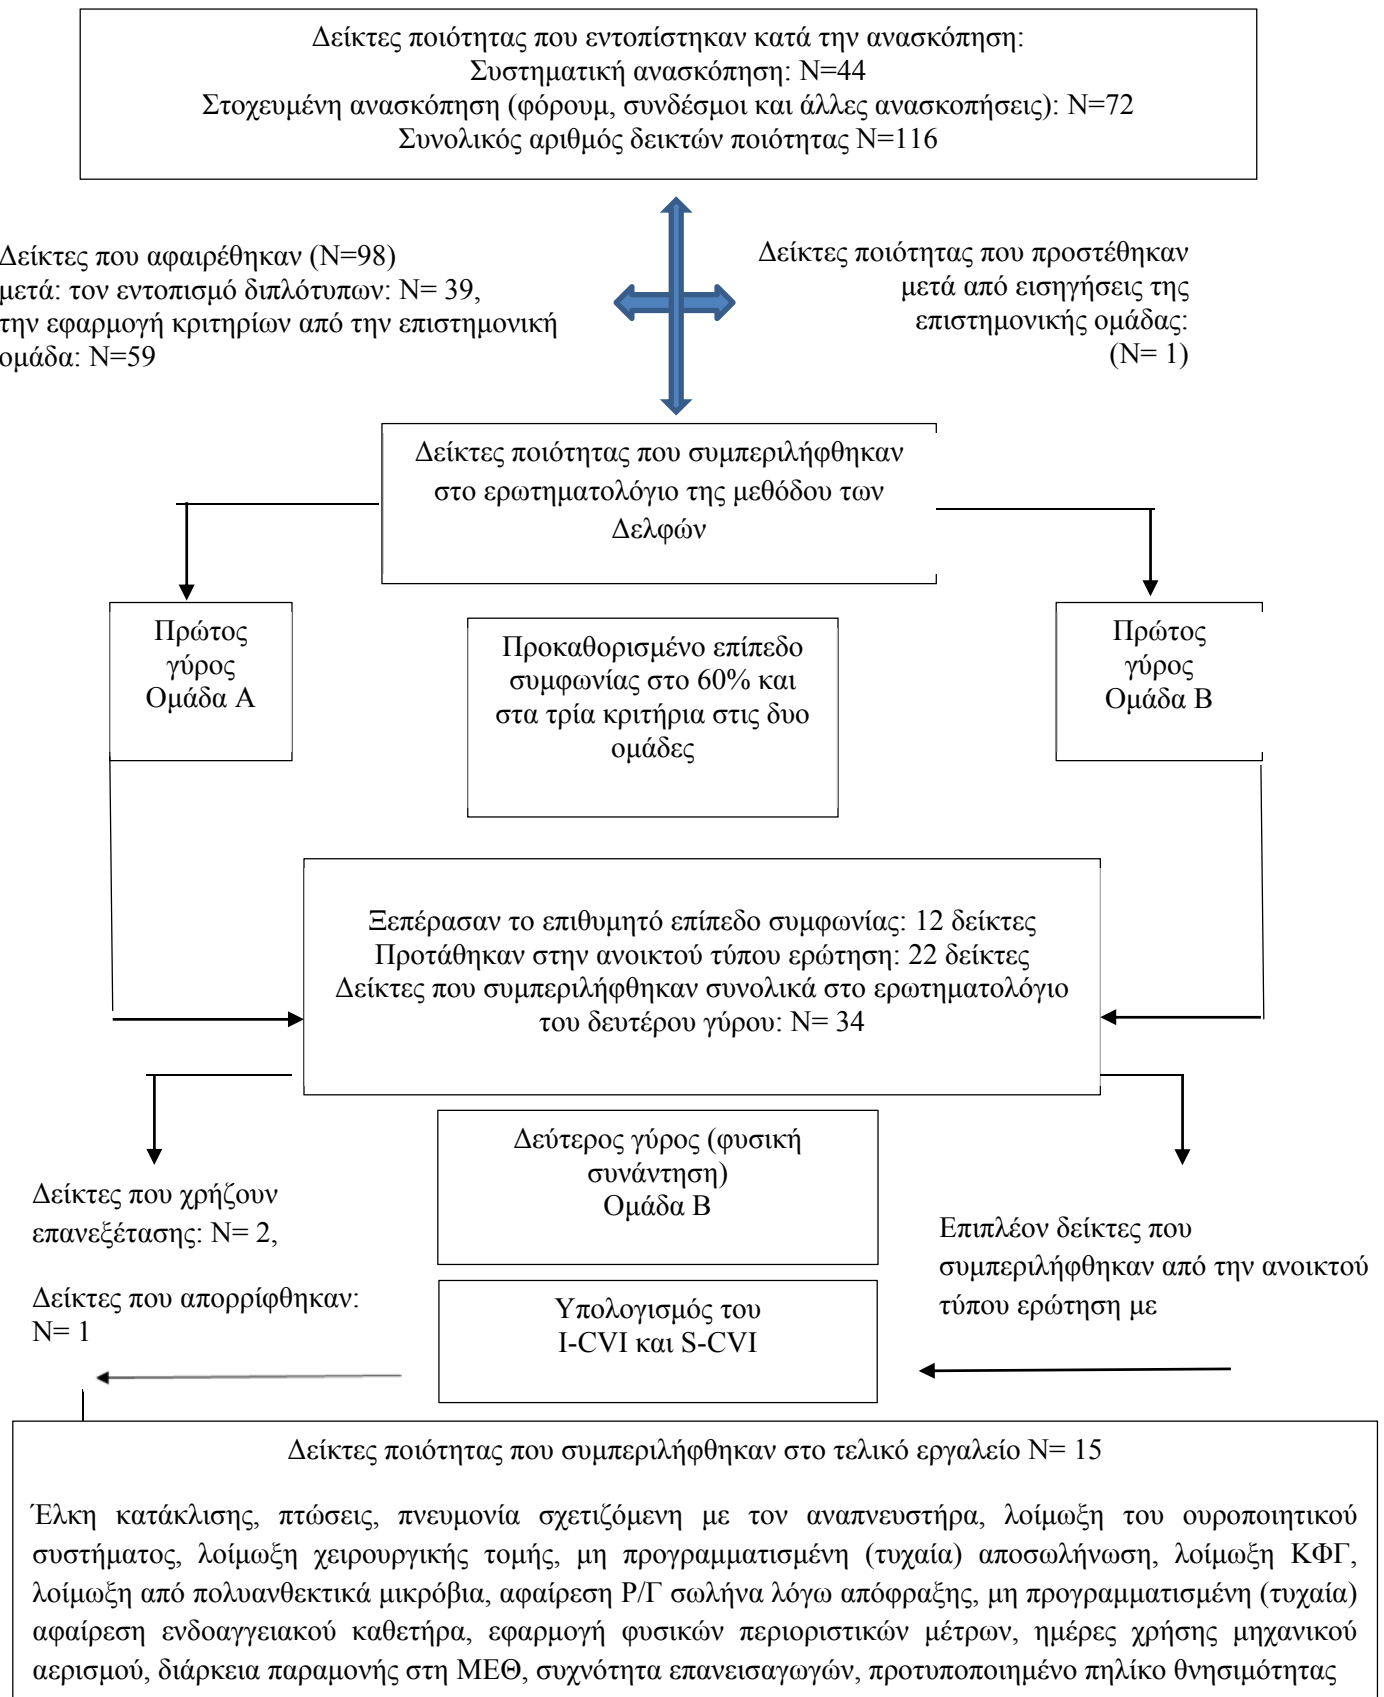 Δείκτες ποιότητας που εντοπίστηκαν κατά την ανασκόπηση:
Συστηματική ανασκόπηση: Ν=44
Στοχευμένη ανασκόπηση (φόρουμ, συνδέσμοι και άλλες ανασκοπήσεις): Ν=72
Συνολικός αριθμός δεικτών ποιότητας Ν=116
Δείκτες που αφαιρέθηκαν (Ν=98)
μετά: τον εντοπισμό διπλότυπων: Ν= 39,
την εφαρμογή κριτηρίων από την επιστημονική
ομάδα: Ν=59
Δείκτες ποιότητας που προστέθηκαν
μετά από εισηγήσεις της
επιστημονικής ομάδας:
(Ν= 1)
Δείκτες ποιότητας που συμπεριλήφθηκαν
στο ερωτηματολόγιο της μεθόδου των
Δελφών
Πρώτος
γύρος
Ομάδα Α
Προκαθορισμένο επίπεδο
συμφωνίας στο 60% και
στα τρία κριτήρια στις δυο
ομάδες
Πρώτος
γύρος
Ομάδα Β
Ξεπέρασαν το επιθυμητό επίπεδο συμφωνίας: 12 δείκτες
Προτάθηκαν στην ανοικτού τύπου ερώτηση: 22 δείκτες
Δείκτες που συμπεριλήφθηκαν συνολικά στο ερωτηματολόγιο
του δευτέρου γύρου: Ν= 34
Δείκτες που χρήζουν
επανεξέτασης: Ν= 2,
Δείκτες που απορρίφθηκαν:
Ν= 1
Δεύτερος γύρος (φυσική
συνάντηση)
Ομάδα Β
Υπολογισμός του
I-CVI και S-CVI
Επιπλέον δείκτες που
συμπεριλήφθηκαν από την ανοικτού
τύπου ερώτηση με
Δείκτες ποιότητας που συμπεριλήφθηκαν στο τελικό εργαλείο Ν= 15
Έλκη κατάκλισης, πτώσεις, πνευμονία σχετιζόμενη με τον αναπνευστήρα, λοίμωξη του ουροποιητικού
συστήματος, λοίμωξη χειρουργικής τομής, μη προγραμματισμένη (τυχαία) αποσωλήνωση, λοίμωξη ΚΦΓ,
λοίμωξη από πολυανθεκτικά μικρόβια, αφαίρεση Ρ/Γ σωλήνα λόγω απόφραξης, μη προγραμματισμένη (τυχαία)
αφαίρεση ενδοαγγειακού καθετήρα, εφαρμογή φυσικών περιοριστικών μέτρων, ημέρες χρήσης μηχανικού
αερισμού, διάρκεια παραμονής στη ΜΕΘ, συχνότητα επανεισαγωγών, προτυποποιημένο πηλίκο θνησιμότητας